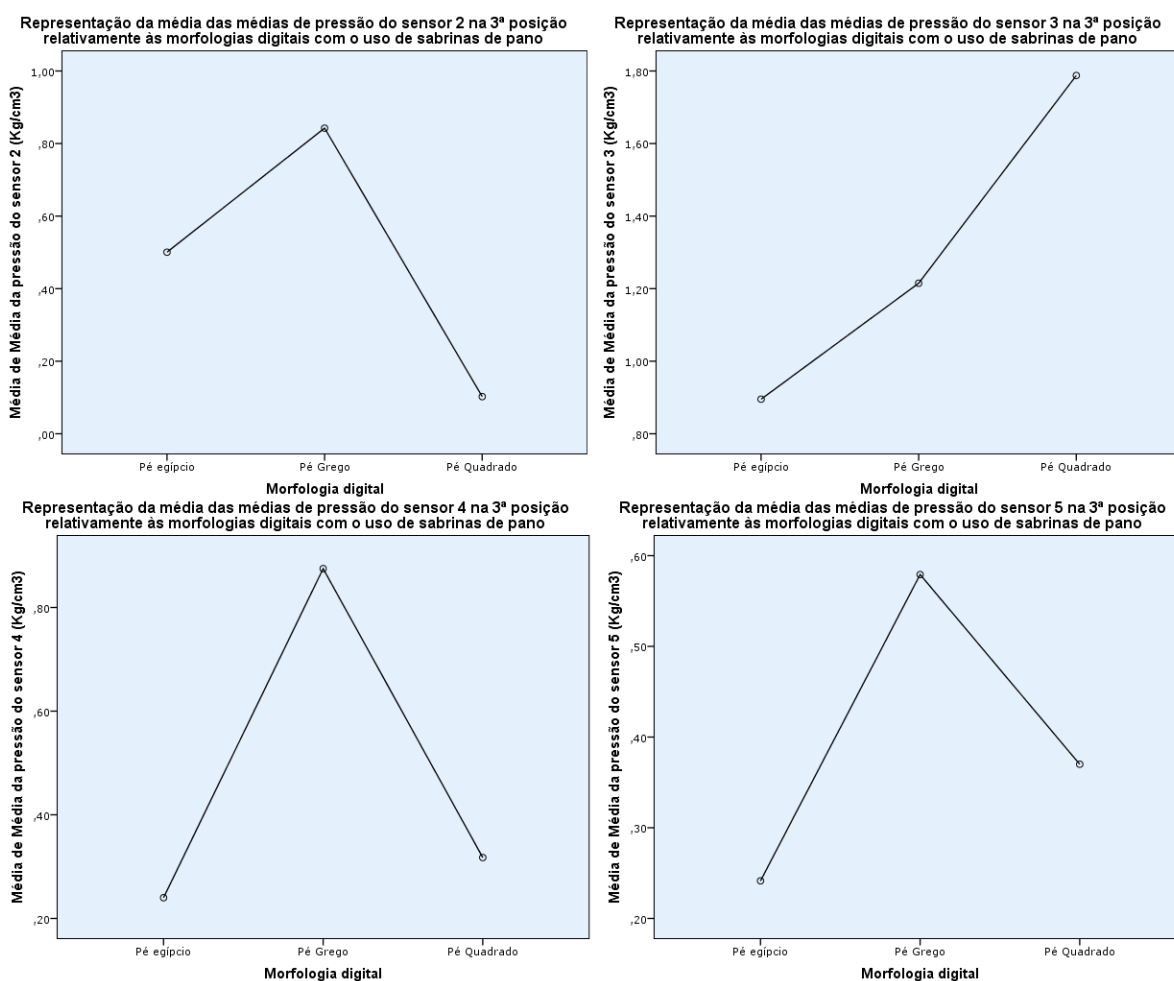 Representação da média das médias de pressão do sensor 2 na 3ª posição
relativamente às morfologias digitais com o uso de sabrinas de pano
Média de Média da pressão do sensor 2 (Kg/cm3)
1,00
,80
,60
,40
,20
,00
Pé egípcio
Pé Grego
Pé Quadrado
Morfologia digital
Representação da média das médias de pressão do sensor 3 na 3ª posição
relativamente às morfologias digitais com o uso de sabrinas de pano
Média de Média da pressão do sensor 3 (Kg/cm3)
1,80
1,60
1,40
1,20
1,00
,80
Pé egípcio
Pé Grego
Pé Quadrado
Morfologia digital
Representação da média das médias de pressão do sensor 4 na 3ª posição
relativamente às morfologias digitais com o uso de sabrinas de pano
Média de Média da pressão do sensor 4 (Kg/cm3)
,80
,60
,40
,20
Pé egípcio
Pé Grego
Pé Quadrado
Morfologia digital
Representação da média das médias de pressão do sensor 5 na 3ª posição
relativamente às morfologias digitais com o uso de sabrinas de pano
Média de Média da pressão do sensor 5 (Kg/cm3)
,60
,50
,40
,30
,20
Pé egípcio
Pé Grego
Pé Quadrado
Morfologia digital